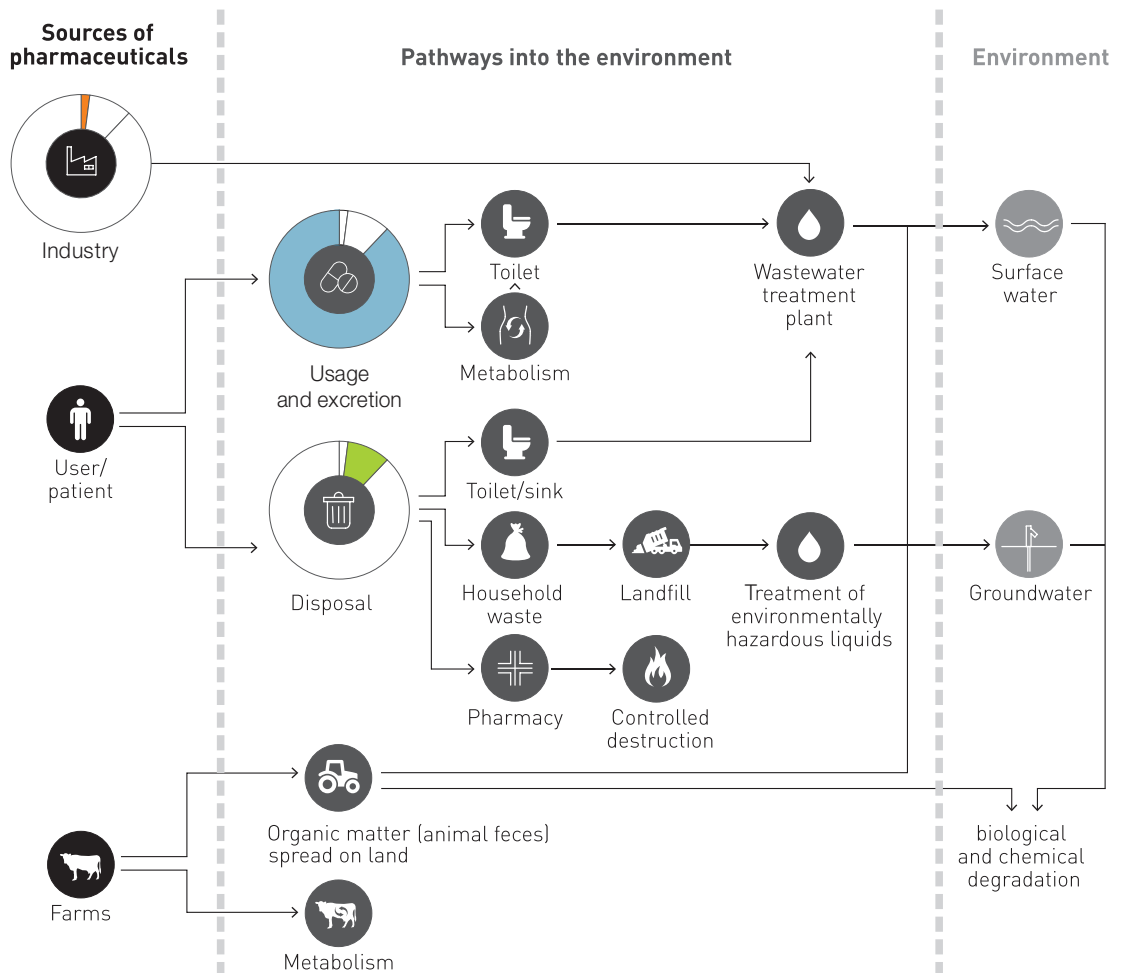 Sources of
pharmaceuticals
Pathways into the environment
Environment
Industry
Toilet
Wastewater
treatment
plant
Surface
water
Metabolism
Usage
and excretion
User/
patient
Toilet/sink
Disposal
Household
waste
Landfill
Treatment of
environmentally
hazardous liquids
Groundwater
Pharmacy
Controlled
destruction
Organic matter (animal feces)
spread on land
biological
and chemical
degradation
Farms
Metabolism